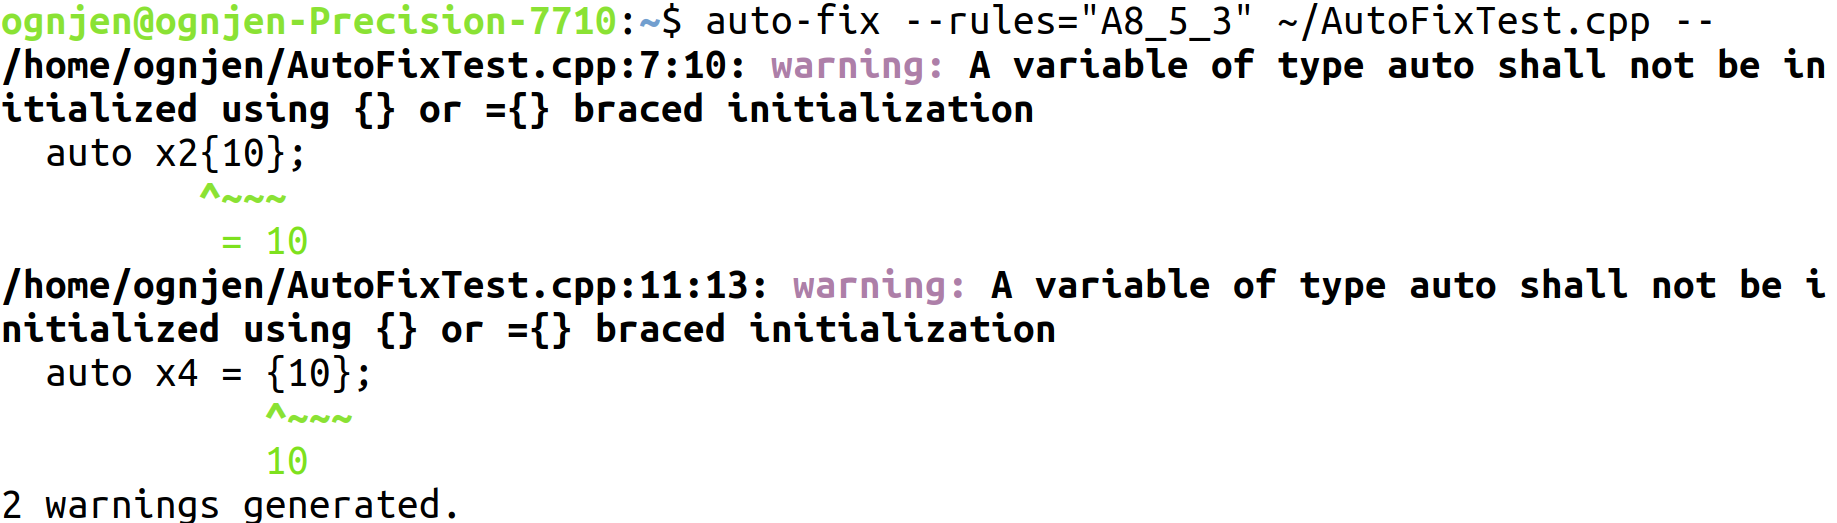 ognjen@ognjen-Precision-7710:~$ auto-fix --rules="A8_5_3" ~/AutoFixTest.cpp --
/home/ognjen/AutoFixTest.cpp:7:10: warning: A variable of type auto shall not be in
itialized using {} or ={} braced initialization
  auto x2{10};
         ^~~~
          = 10
/home/ognjen/AutoFixTest.cpp:11:13: warning: A variable of type auto shall not be i
nitialized using {} or ={} braced initialization
  auto x4 = {10};
            ^~~~
            10
2 warnings generated.